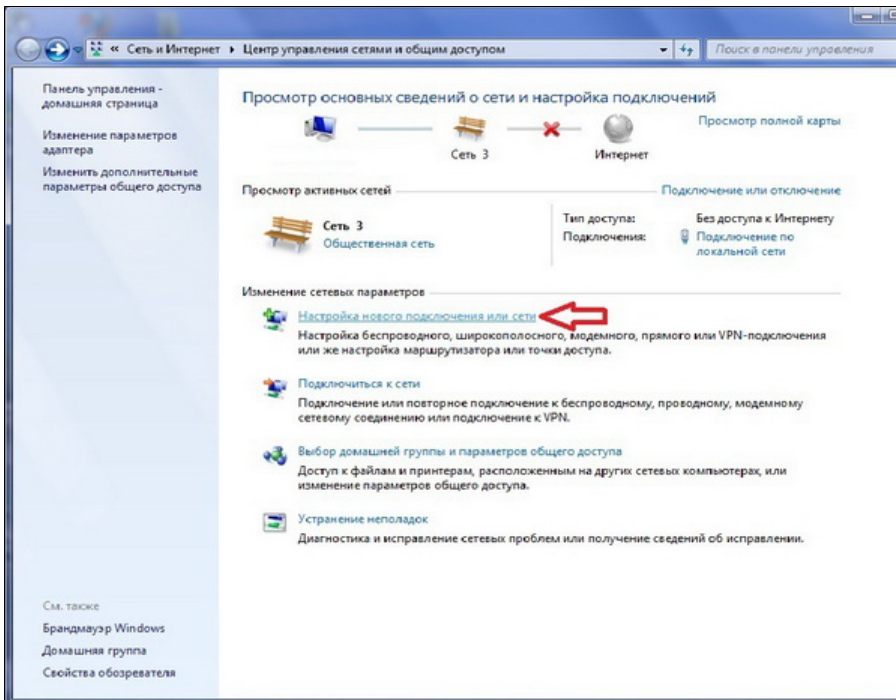 « Сеть и Интернет ▸ Центр управления сетями и общим доступом
Поиск в панели управления
Панель управления -
домашняя страница
Изменение параметров
адаптера
Изменить дополнительные
параметры общего доступа
Просмотр основных сведений о сети и настройка подключений
Просмотр полной карты
Сеть 3
Интернет
Просмотр активных сетей
Подключение или отключение
Сеть 3
Общественная сеть
Тип доступа: Без доступа к Интернету
Подключения: Подключение по
локальной сети
Изменение сетевых параметров
Настройка нового подключения или сети
Настройка беспроводного, широкополосного, модемного, прямого или VPN-подключения
или же настройка маршрутизатора или точки доступа.
Подключиться к сети
Подключение или повторное подключение к беспроводному, проводному, модемному
сетевому соединению или подключение к VPN.
Выбор домашней группы и параметров общего доступа
Доступ к файлам и принтерам, расположенным на других сетевых компьютерах, или
изменение параметров общего доступа.
Устранение неполадок
Диагностика и исправление сетевых проблем или получение сведений об исправлении.
См. также
Брандмауэр Windows
Домашняя группа
Свойства обозревателя